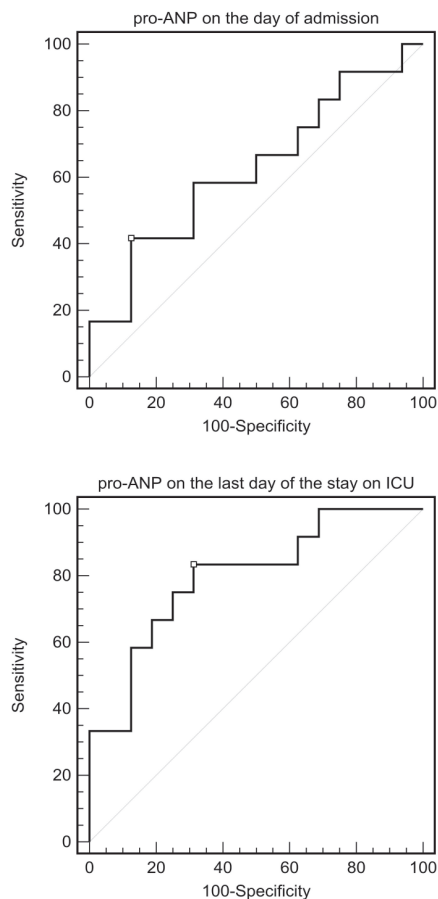 pro-ANP on the day of admission
100
80
60
40
20
0
Sensitivity
0 20 40 60 80 100
100-Specificity
pro-ANP on the last day of the stay on ICU
100
80
60
40
20
0
Sensitivity
0 20 40 60 80 100
100-Specificity